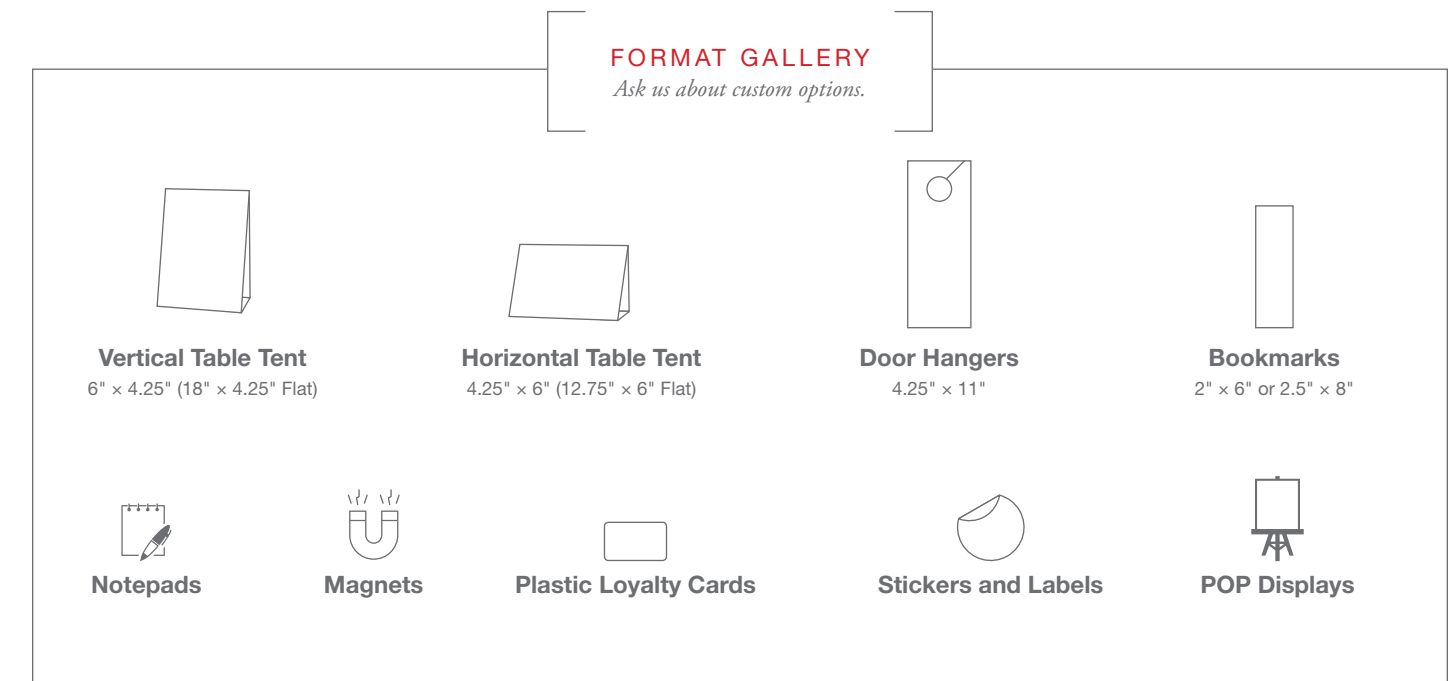 FORMAT GALLERY
Ask us about custom options.
Vertical Table Tent
6" × 4.25" (18" × 4.25" Flat)
Horizontal Table Tent
4.25" × 6" (12.75" × 6" Flat)
Door Hangers
4.25" × 11"
Bookmarks
2" × 6" or 2.5" × 8"
Notepads
Magnets
Plastic Loyalty Cards
Stickers and Labels
POP Displays